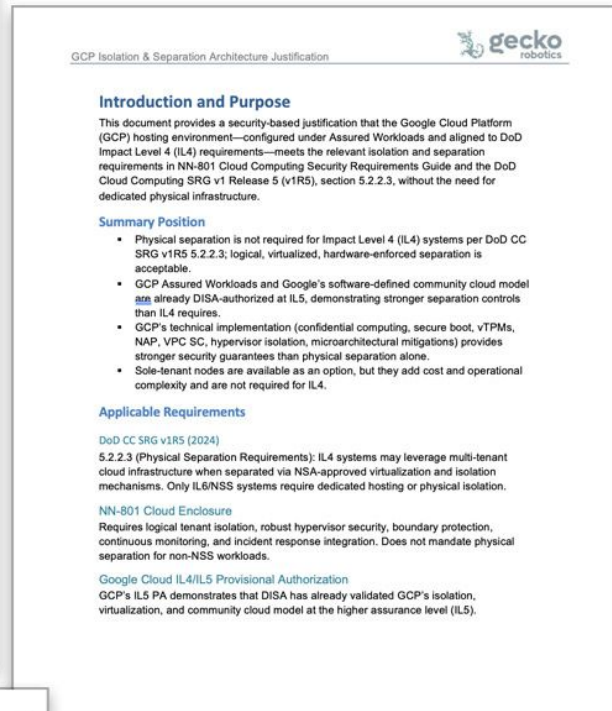 GCP Isolation & Separation Architecture Justification
gecko
robotics
Introduction and Purpose
This document provides a security-based justification that the Google Cloud Platform
(GCP) hosting environment—configured under Assured Workloads and aligned to DoD
Impact Level 4 (IL4) requirements—meets the relevant isolation and separation
requirements in NN-801 Cloud Computing Security Requirements Guide and the DoD
Cloud Computing SRG v1 Release 5 (v1R5), section 5.2.2.3, without the need for
dedicated physical infrastructure.
Summary Position
▪ Physical separation is not required for Impact Level 4 (IL4) systems per DoD CC
SRG v1R5 5.2.2.3; logical, virtualized, hardware-enforced separation is
acceptable.
▪ GCP Assured Workloads and Google's software-defined community cloud model
are already DISA-authorized at IL5, demonstrating stronger separation controls
than IL4 requires.
▪ GCP's technical implementation (confidential computing, secure boot, vTPMs,
NAP, VPC SC, hypervisor isolation, microarchitectural mitigations) provides
stronger security guarantees than physical separation alone.
▪ Sole-tenant nodes are available as an option, but they add cost and operational
complexity and are not required for IL4.
Applicable Requirements
DoD CC SRG v1R5 (2024)
5.2.2.3 (Physical Separation Requirements): IL4 systems may leverage multi-tenant
cloud infrastructure when separated via NSA-approved virtualization and isolation
mechanisms. Only IL6/NSS systems require dedicated hosting or physical isolation.
NN-801 Cloud Enclosure
Requires logical tenant isolation, robust hypervisor security, boundary protection,
continuous monitoring, and incident response integration. Does not mandate physical
separation for non-NSS workloads.
Google Cloud IL4/IL5 Provisional Authorization
GCP's IL5 PA demonstrates that DISA has already validated GCP's isolation,
virtualization, and community cloud model at the higher assurance level (IL5).